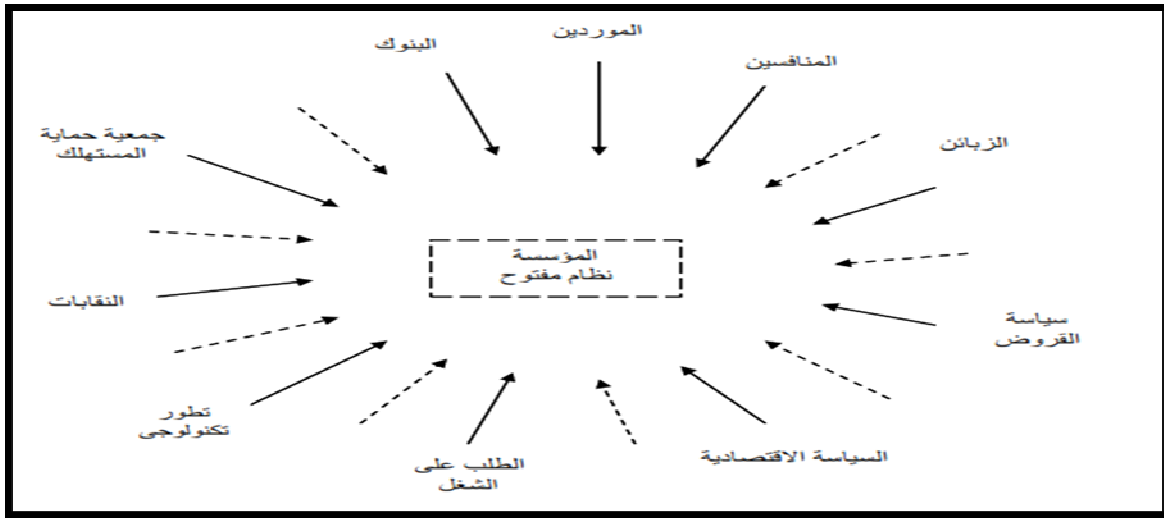 الموردين
البنوك
المنافسين
جمعية حماية
المستهلك
الزبائن
المؤسسة
نظام مفتوح
النقابات
سياسة
القروض
تطور
تكنولوجي
الطلب على
الشغل
السياسة الاقتصادية